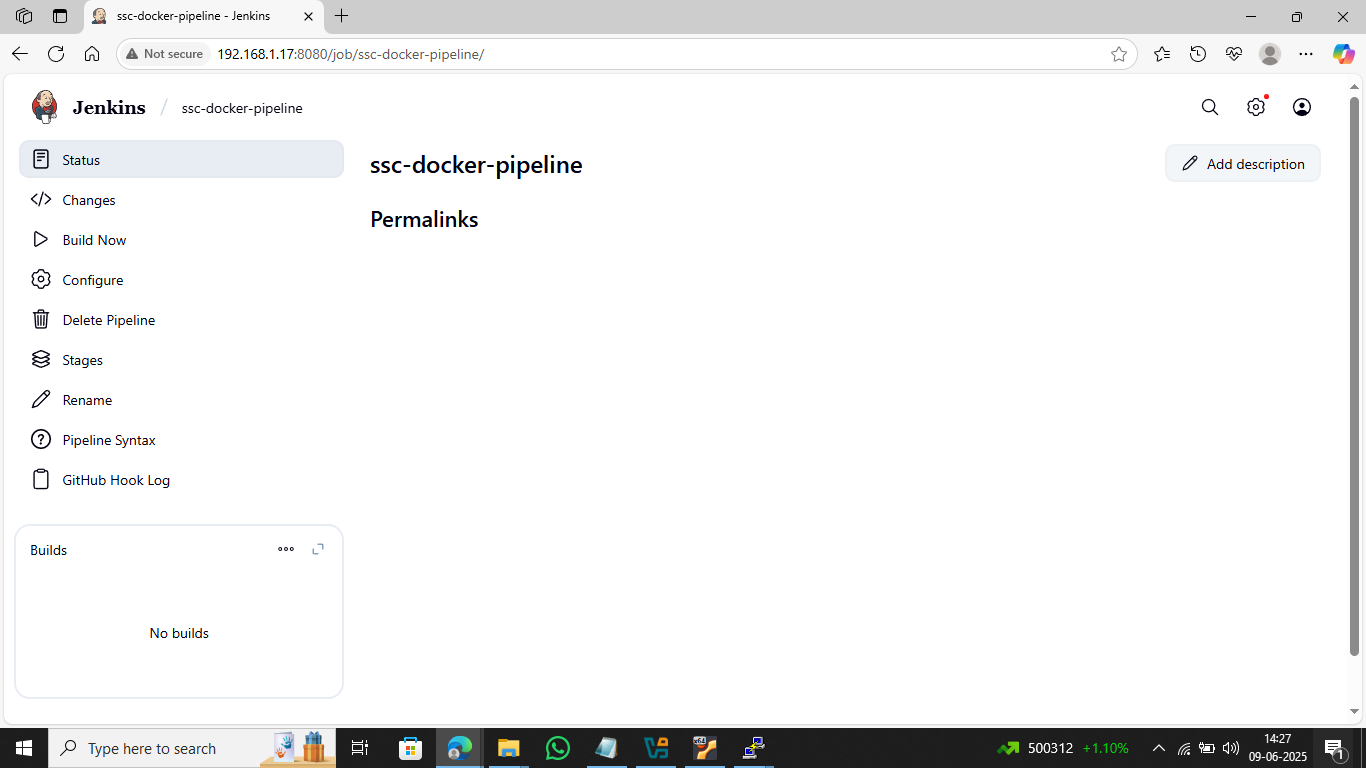 ssc-docker-pipeline - Jenkins
Not secure 192.168.1.17:8080/job/ssc-docker-pipeline/
Jenkins / ssc-docker-pipeline
Status
Changes
Build Now
Configure
Delete Pipeline
Stages
Rename
Pipeline Syntax
GitHub Hook Log
Builds
No builds
ssc-docker-pipeline
Add description
Permalinks
Type here to search
500312 +1.10%
14:27
09-06-2025
1